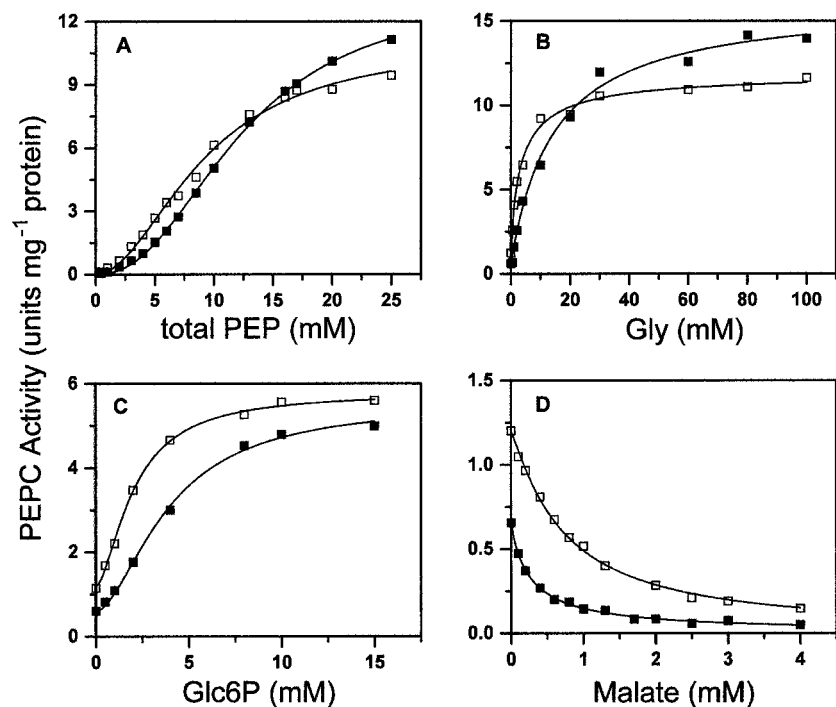 PEPC Activity (units mg⁻¹ protein)
A
12
9
6
3
0
0 5 10 15 20 25
total PEP (mM)
B
15
10
5
0
0 20 40 60 80 100
Gly (mM)
C
6
4
2
0
0 5 10 15
Glc6P (mM)
D
1.5
1.0
0.5
0.0
0 1 2 3 4
Malate (mM)